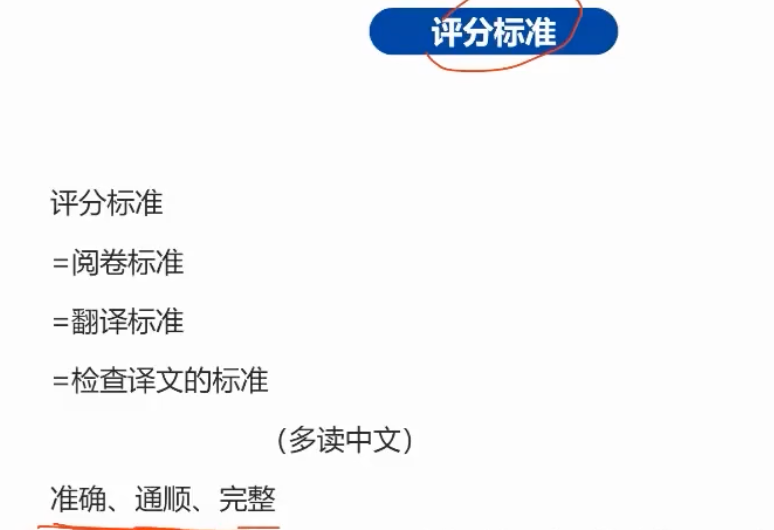 评分标准
评分标准
=阅卷标准
=翻译标准
=检查译文的标准
（多读中文）
准确、通顺、完整